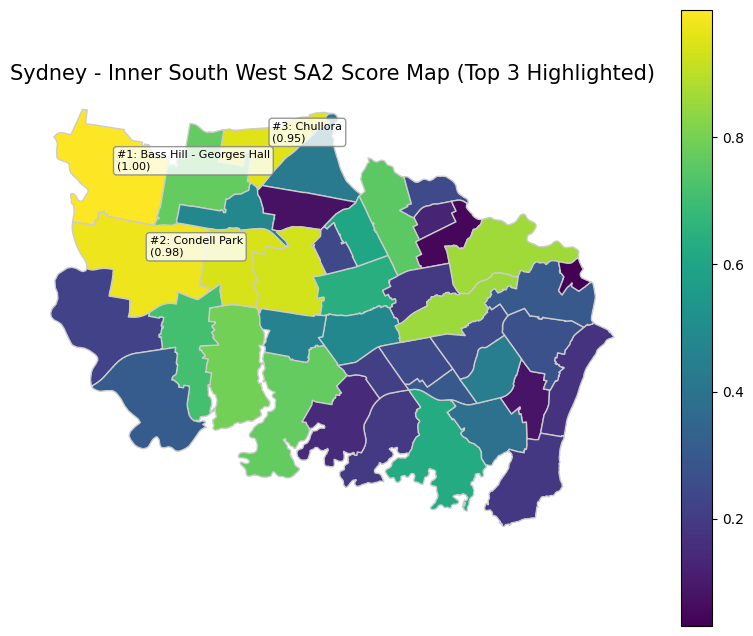 Sydney - Inner South West SA2 Score Map (Top 3 Highlighted)
#3: Chullora
(0.95)
#1: Bass Hill - Georges Hall
(1.00)
#2: Condell Park
(0.98)
0.8
0.6
0.4
0.2